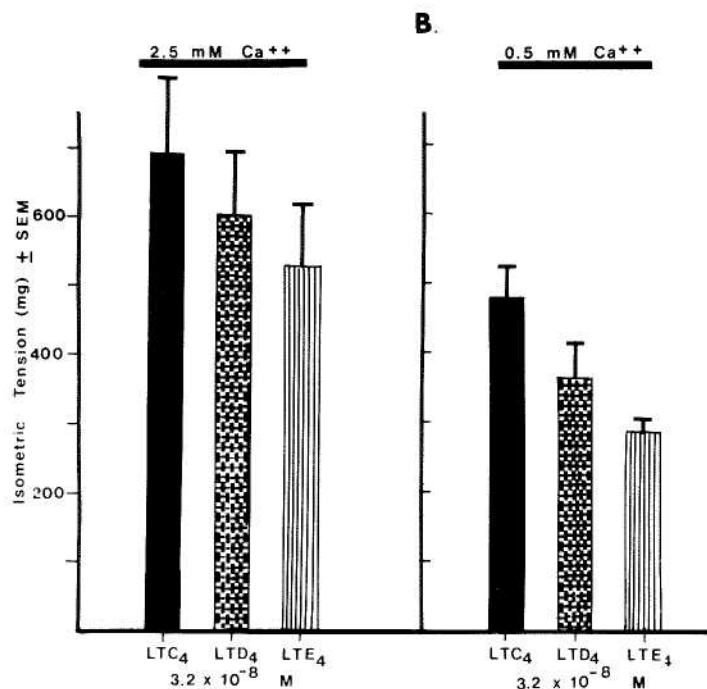 B.
2.5 mM Ca++
0.5 mM Ca++
Isometric Tension (mg) ± SEM
600
400
200
LTC4
LTD4
LTE4
LTC4
LTD4
LTE4
3.2 x 10-8 M
3.2 x 10-8 M